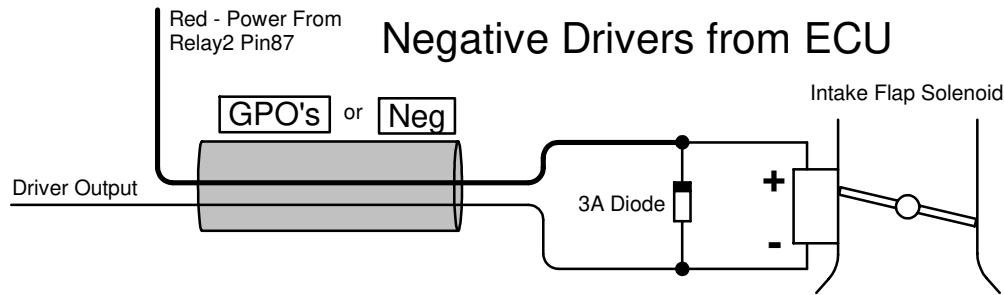 Red - Power From
Relay2 Pin87
Negative Drivers from ECU
Intake Flap Solenoid
GPO's or Neg
Driver Output
3A Diode
+
-